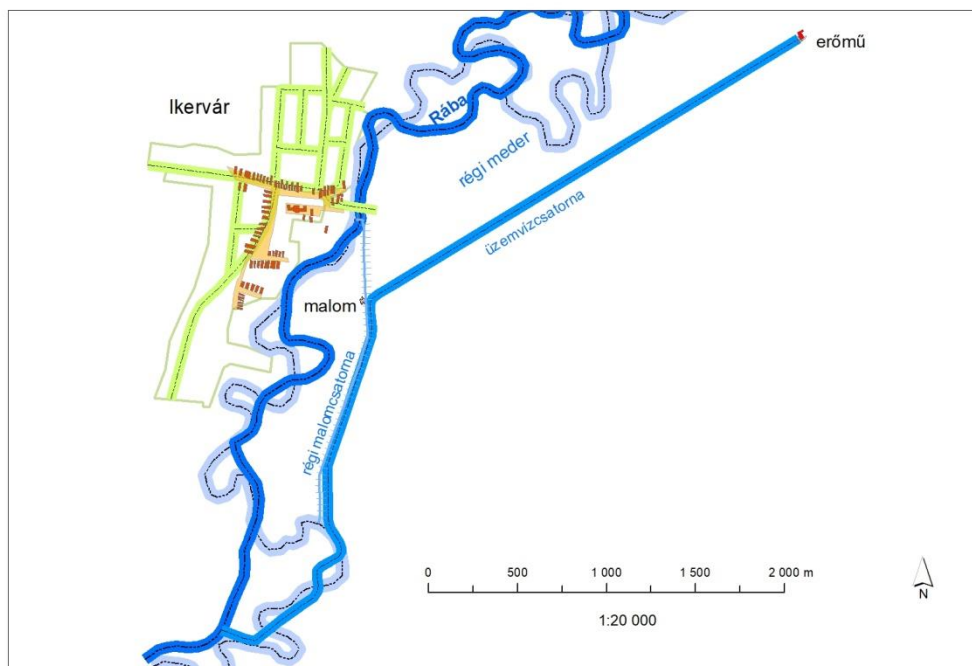 erőmű
Ikervár
Rába
régi meder
üzemvízcsatorna
malom
régi malomcsatorna
0 500 1 000 1 500 2 000 m
1:20 000
N